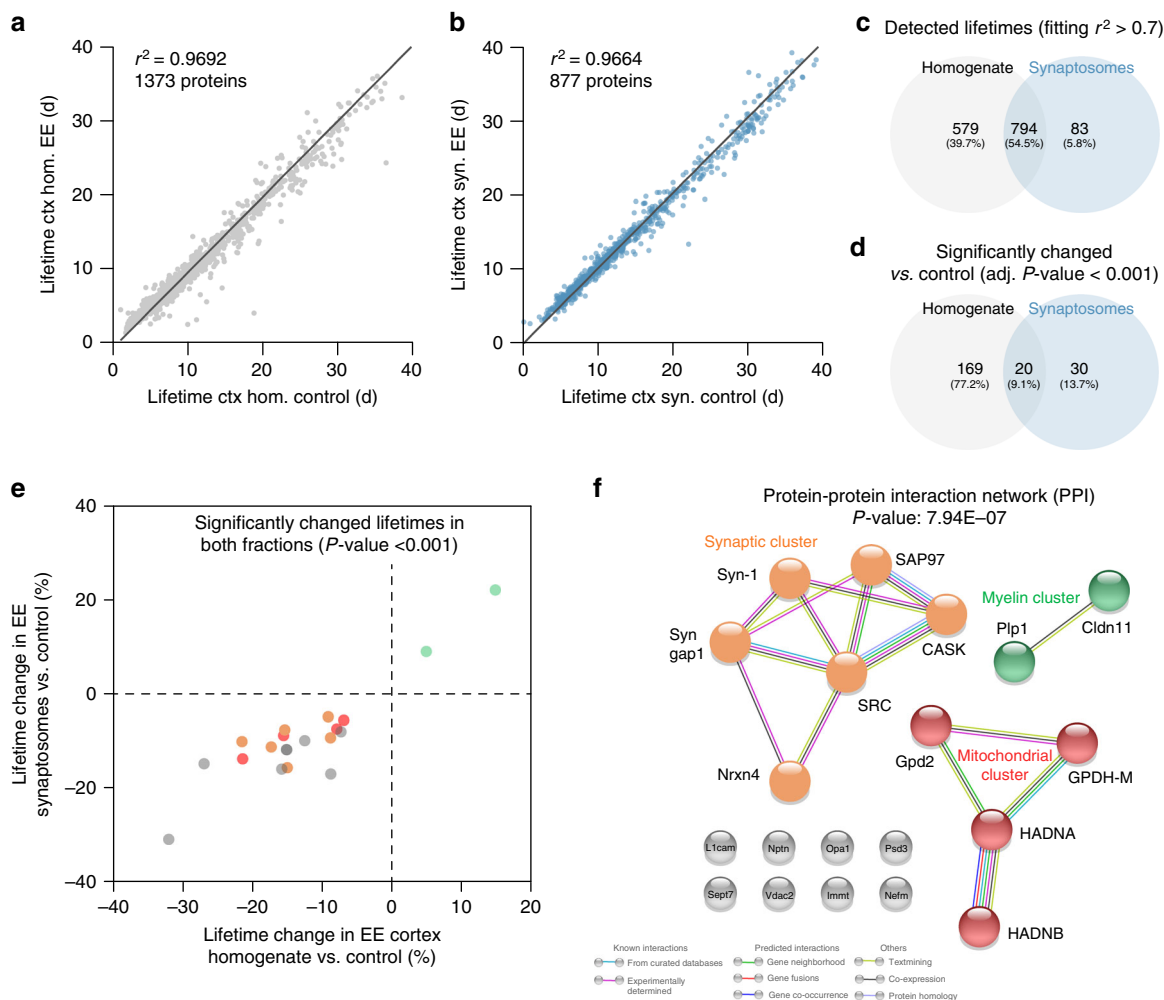 a
r² = 0.9692
1373 proteins
Lifetime ctx hom. EE (d)
40
30
20
10
0
0
10
20
30
40
Lifetime ctx hom. control (d)
b
r² = 0.9664
877 proteins
Lifetime ctx syn. EE (d)
40
30
20
10
0
0
10
20
30
40
Lifetime ctx syn. control (d)
c
Detected lifetimes (fitting r² > 0.7)
Homogenate
Synaptosomes
579
(39.7%)
794
(54.5%)
83
(5.8%)
d
Significantly changed
vs. control (adj. P-value < 0.001)
Homogenate
Synaptosomes
169
(77.2%)
20
(9.1%)
30
(13.7%)
e
Significantly changed lifetimes in
both fractions (P-value <0.001)
Lifetime change in EE
synaptosomes vs. control (%)
40
20
0
−20
−40
−40
−30
−20
−10
0
10
20
Lifetime change in EE cortex
homogenate vs. control (%)
f
Protein-protein interaction network (PPI)
P-value: 7.94E–07
Synaptic cluster
Syn-1
SAP97
Syn
gap1
CASK
SRC
Nrxn4
Myelin cluster
Plp1
Cldn11
Gpd2
Mitochondrial
cluster
GPDH-M
HADNA
HADNB
L1cam
Nptn
Opa1
Psd3
Sept7
Vdac2
Immt
Nefm
Known interactions
From curated databases
Experimentally
determined
Predicted interactions
Gene neighborhood
Gene fusions
Gene co-occurrence
Others
Textmining
Co-expression
Protein homology